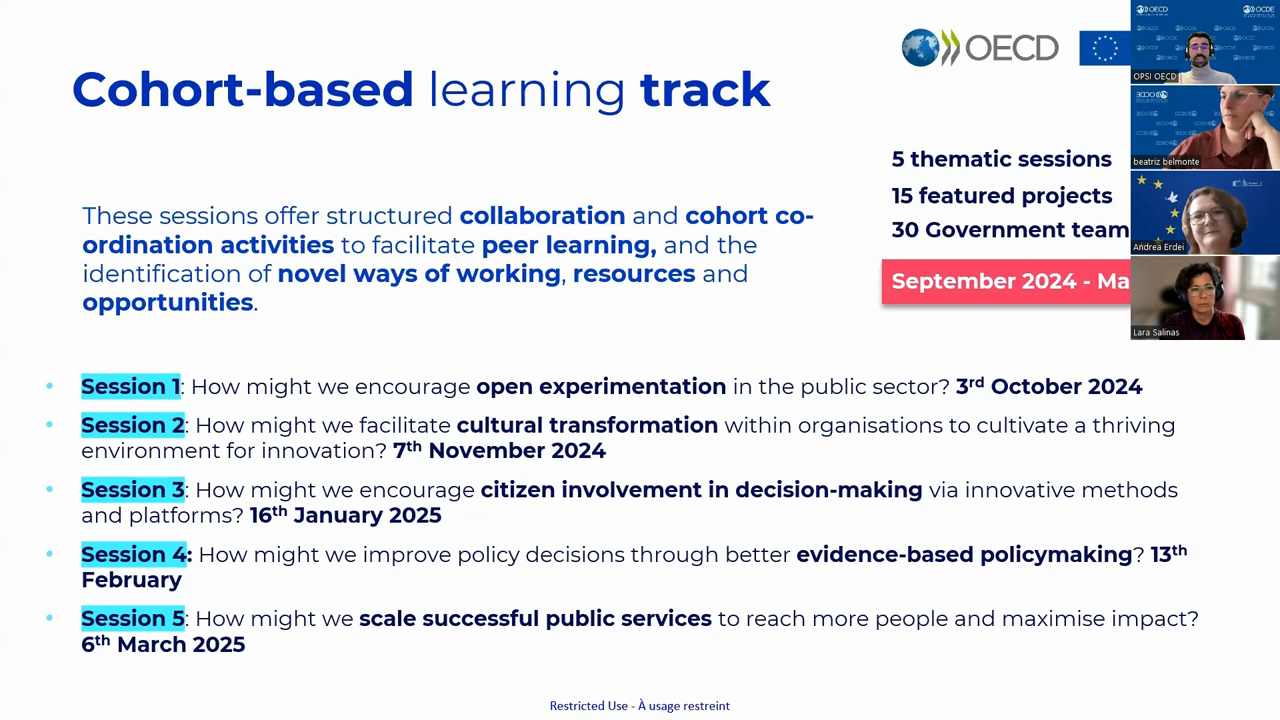 Cohort-based learning track
OECD
5 thematic sessions
15 featured projects
30 Government team
September 2024 - Ma
These sessions offer structured collaboration and cohort co-
ordination activities to facilitate peer learning, and the
identification of novel ways of working, resources and
opportunities.
• Session 1: How might we encourage open experimentation in the public sector? 3rd October 2024
• Session 2: How might we facilitate cultural transformation within organisations to cultivate a thriving
environment for innovation? 7th November 2024
• Session 3: How might we encourage citizen involvement in decision-making via innovative methods
and platforms? 16th January 2025
• Session 4: How might we improve policy decisions through better evidence-based policymaking? 13th
February
• Session 5: How might we scale successful public services to reach more people and maximise impact?
6th March 2025
Restricted Use - À usage restreint
OECD
OCDE
OPSI OECD
beatriz belmonte
Andrea Erdei
Lara Salinas